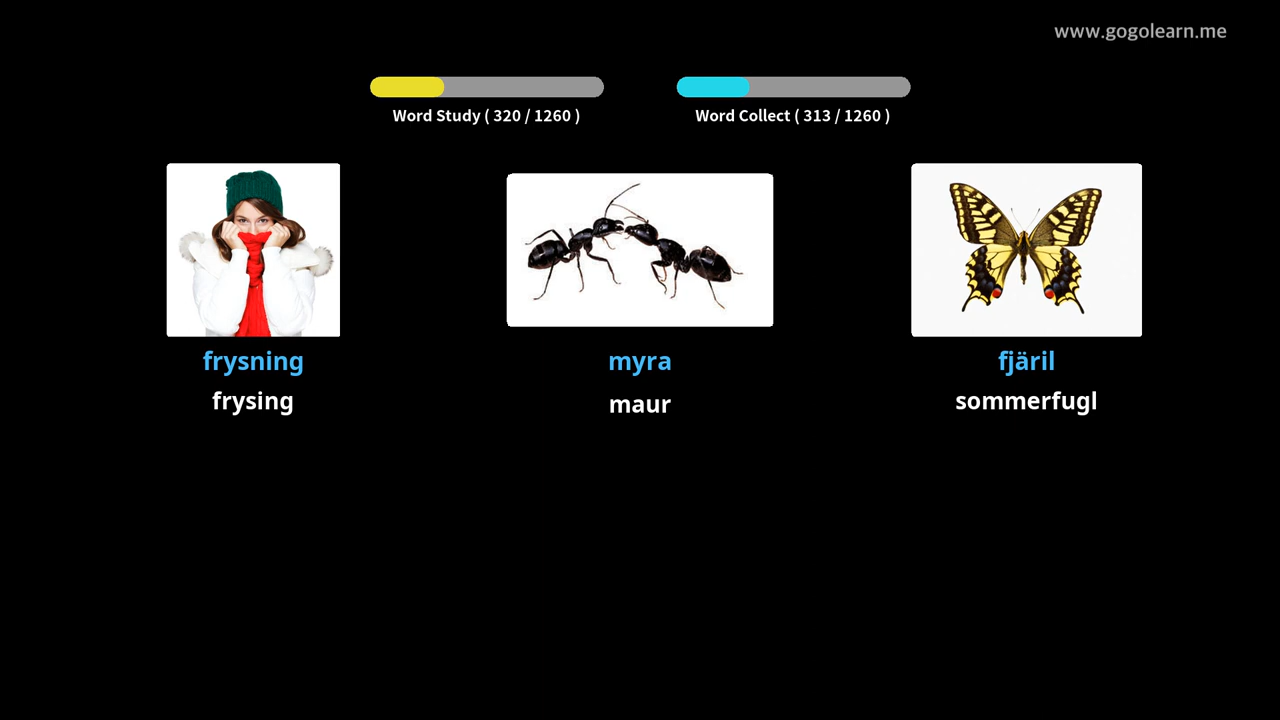 www.gogolearn.me
Word Study ( 320 / 1260 )
Word Collect ( 313 / 1260 )
frysning
myra
fjäril
frysing
maur
sommerfugl